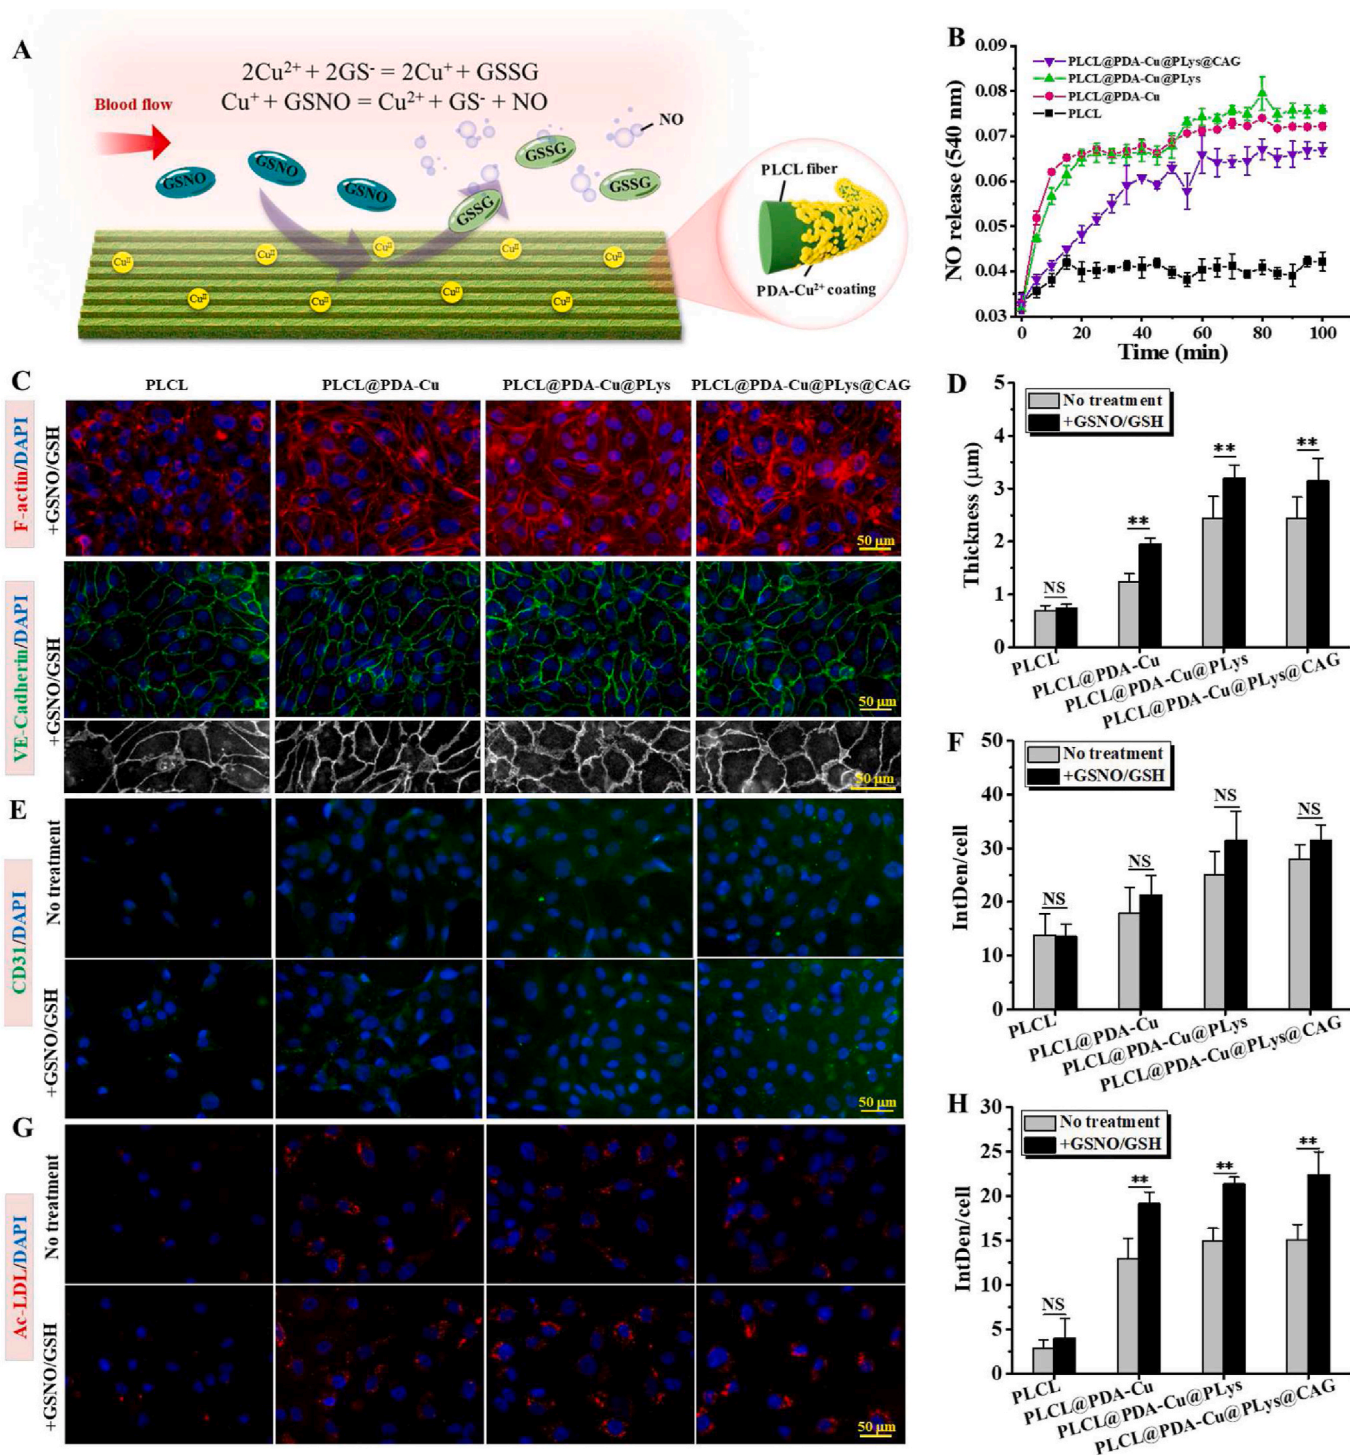 A
2Cu²⁺ + 2GS⁻ = 2Cu⁺ + GSSG
Cu⁺ + GSNO = Cu²⁺ + GS⁻ + NO
Blood flow
GSNO
GSNO
GSNO
GSSG
GSSG
GSSG
NO
Cuᴵᴵ
Cuᴵᴵ
Cuᴵᴵ
Cuᴵᴵ
Cuᴵᴵ
Cuᴵᴵ
Cuᴵᴵ
Cuᴵᴵ
Cuᴵᴵ
PLCL fiber
PDA-Cu²⁺ coating
B
NO release (540 nm)
0.09
0.08
0.07
0.06
0.05
0.04
0.03
PLCL@PDA-Cu@PLys@CAG
PLCL@PDA-Cu@PLys
PLCL@PDA-Cu
PLCL
0 20 40 60 80 100
Time (min)
C
PLCL PLCL@PDA-Cu PLCL@PDA-Cu@PLys PLCL@PDA-Cu@PLys@CAG
F-actin/DAPI
+GSNO/GSH
50 μm
VE-Cadherin/DAPI
+GSNO/GSH
50 μm
50 μm
D
Thickness (μm)
5
4
3
2
1
0
No treatment
+GSNO/GSH
NS
**
**
**
PLCL
PLCL@PDA-Cu
PLCL@PDA-Cu@PLys
PLCL@PDA-Cu@PLys@CAG
E
CD31/DAPI
No treatment
+GSNO/GSH
50 μm
F
IntDen/cell
50
40
30
20
10
0
No treatment
+GSNO/GSH
NS
NS
NS
NS
PLCL
PLCL@PDA-Cu
PLCL@PDA-Cu@PLys
PLCL@PDA-Cu@PLys@CAG
G
Ac-LDL/DAPI
No treatment
+GSNO/GSH
50 μm
H
IntDen/cell
30
25
20
15
10
5
0
No treatment
+GSNO/GSH
NS
**
**
**
PLCL
PLCL@PDA-Cu
PLCL@PDA-Cu@PLys
PLCL@PDA-Cu@PLys@CAG